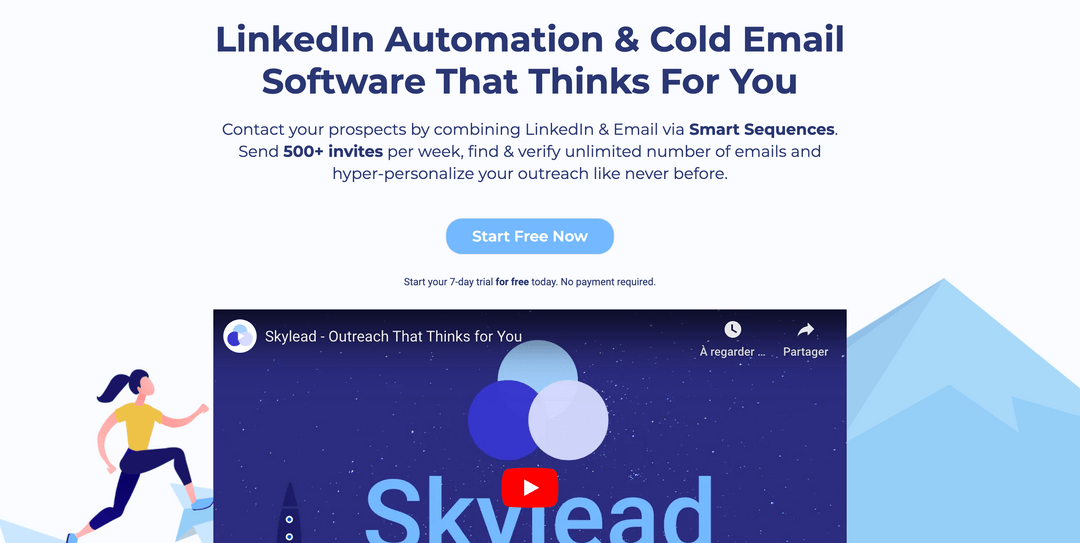 LinkedIn Automation & Cold Email
Software That Thinks For You
Contact your prospects by combining LinkedIn & Email via Smart Sequences.
Send 500+ invites per week, find & verify unlimited number of emails and
hyper-personalize your outreach like never before.
Start Free Now
Start your 7-day trial for free today. No payment required.
Skylead - Outreach That Thinks for You
À regarder ...
Partager
Skylead